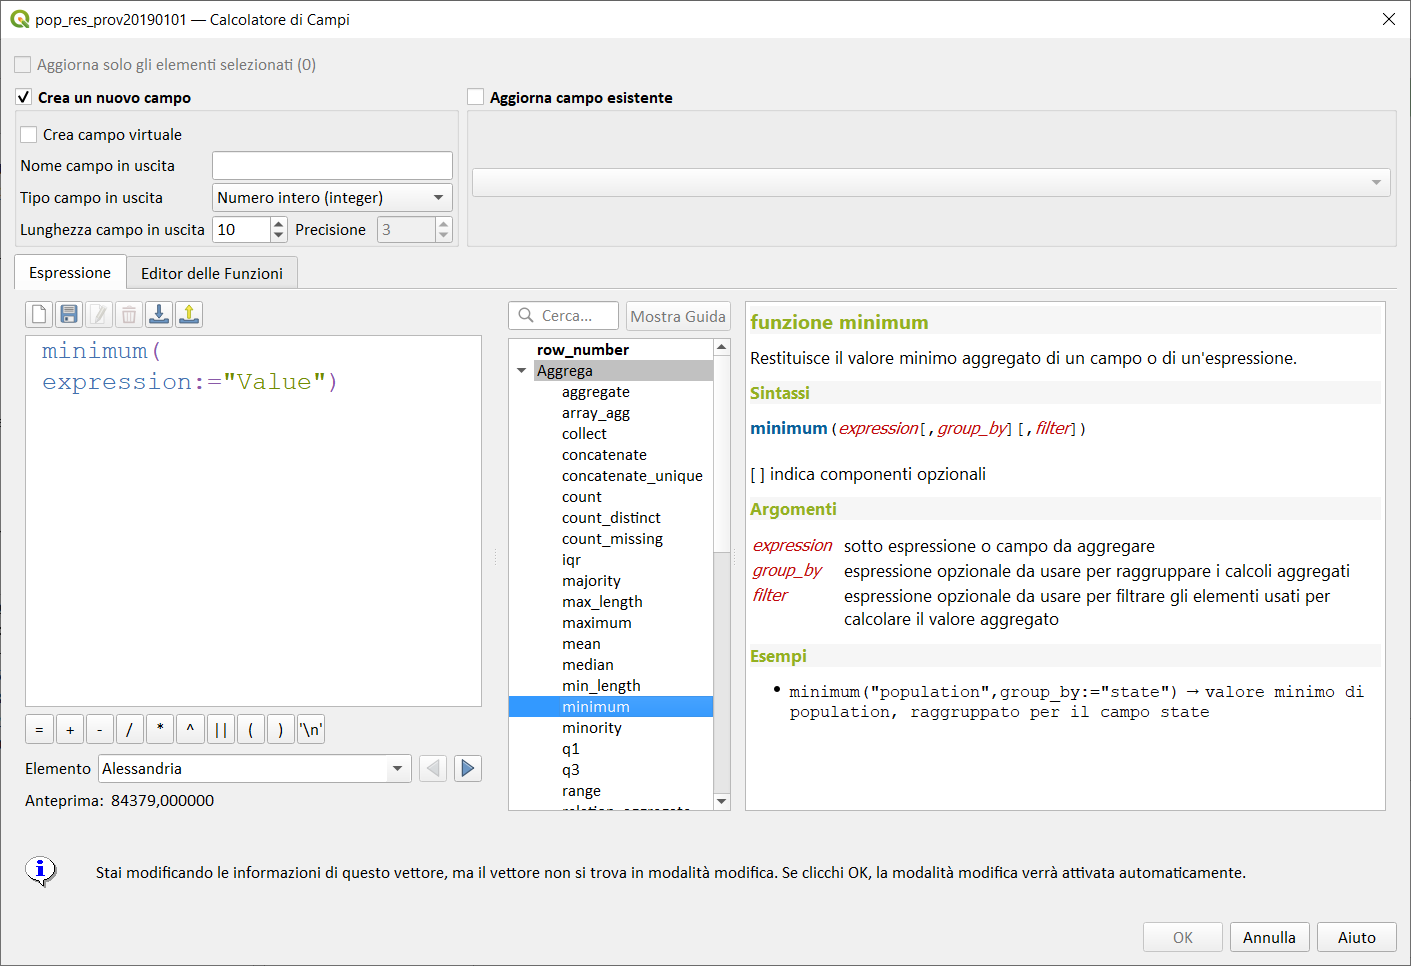 pop_res_prov20190101 — Calcolatore di Campi
Aggiorna solo gli elementi selezionati (0)
Crea un nuovo campo
Aggiorna campo esistente
Crea campo virtuale
Nome campo in uscita
Tipo campo in uscita
Numero intero (integer)
Lunghezza campo in uscita
10
Precisione
3
Espressione
Editor delle Funzioni
minimum(
expression:="Value")
=
+
-
/
*
^
||
(
)
'\n'
Elemento
Alessandria
Anteprima: 84379,000000
Cerca...
Mostra Guida
row_number
Aggrega
aggregate
array_agg
collect
concatenate
concatenate_unique
count
count_distinct
count_missing
iqr
majority
max_length
maximum
mean
median
min_length
minimum
minority
q1
q3
range
funzione minimum
Restituisce il valore minimo aggregato di un campo o di un'espressione.
Sintassi
minimum(expression[,group_by][,filter])
[ ] indica componenti opzionali
Argomenti
expression sotto espressione o campo da aggregare
group_by espressione opzionale da usare per raggruppare i calcoli aggregati
filter espressione opzionale da usare per filtrare gli elementi usati per
calcolare il valore aggregato
Esempi
• minimum("population",group_by:="state") → valore minimo di
population, raggruppato per il campo state
Stai modificando le informazioni di questo vettore, ma il vettore non si trova in modalità modifica. Se clicchi OK, la modalità modifica verrà attivata automaticamente.
OK
Annulla
Aiuto